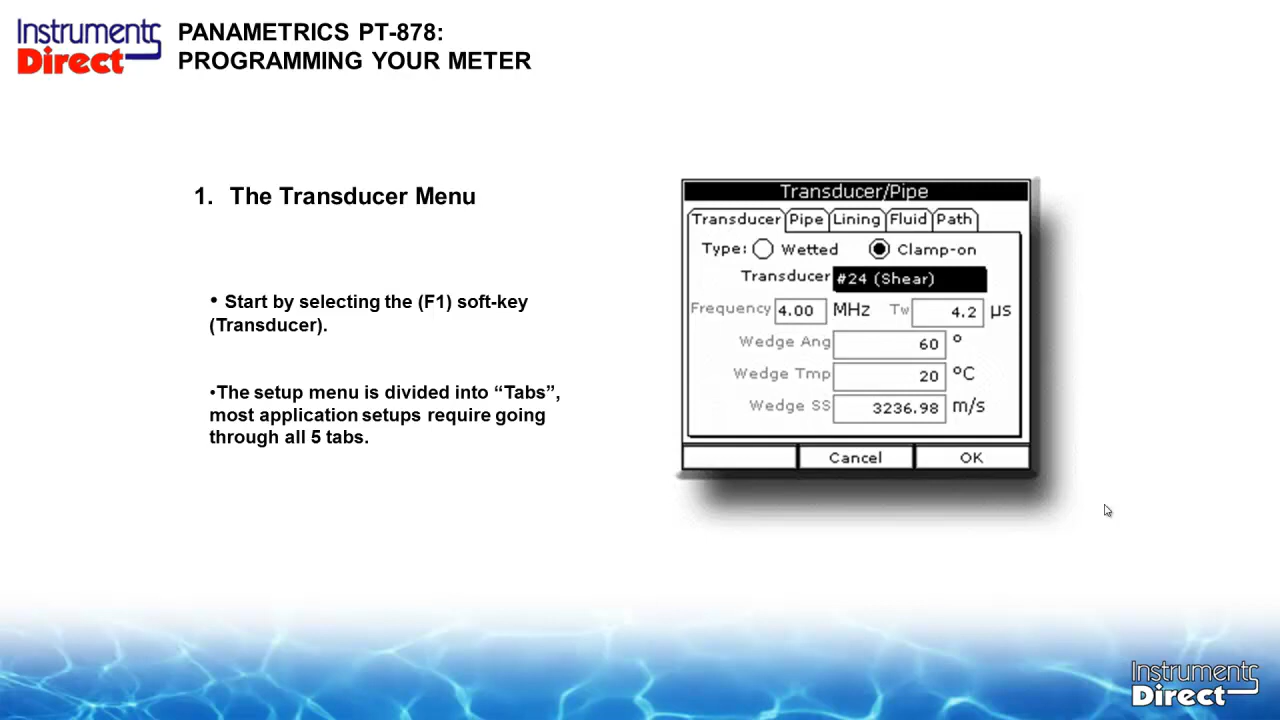 Instruments
Direct
PANAMETRICS PT-878:
PROGRAMMING YOUR METER
1. The Transducer Menu
• Start by selecting the (F1) soft-key
(Transducer).
•The setup menu is divided into “Tabs”,
most application setups require going
through all 5 tabs.
Transducer/Pipe
Transducer Pipe Lining Fluid Path
Type: Wetted Clamp-on
Transducer #24 (Shear)
Frequency 4.00 MHz Tw 4.2 µs
Wedge Ang 60 °
Wedge Tmp 20 °C
Wedge SS 3236.98 m/s
Cancel OK
Instruments
Direct